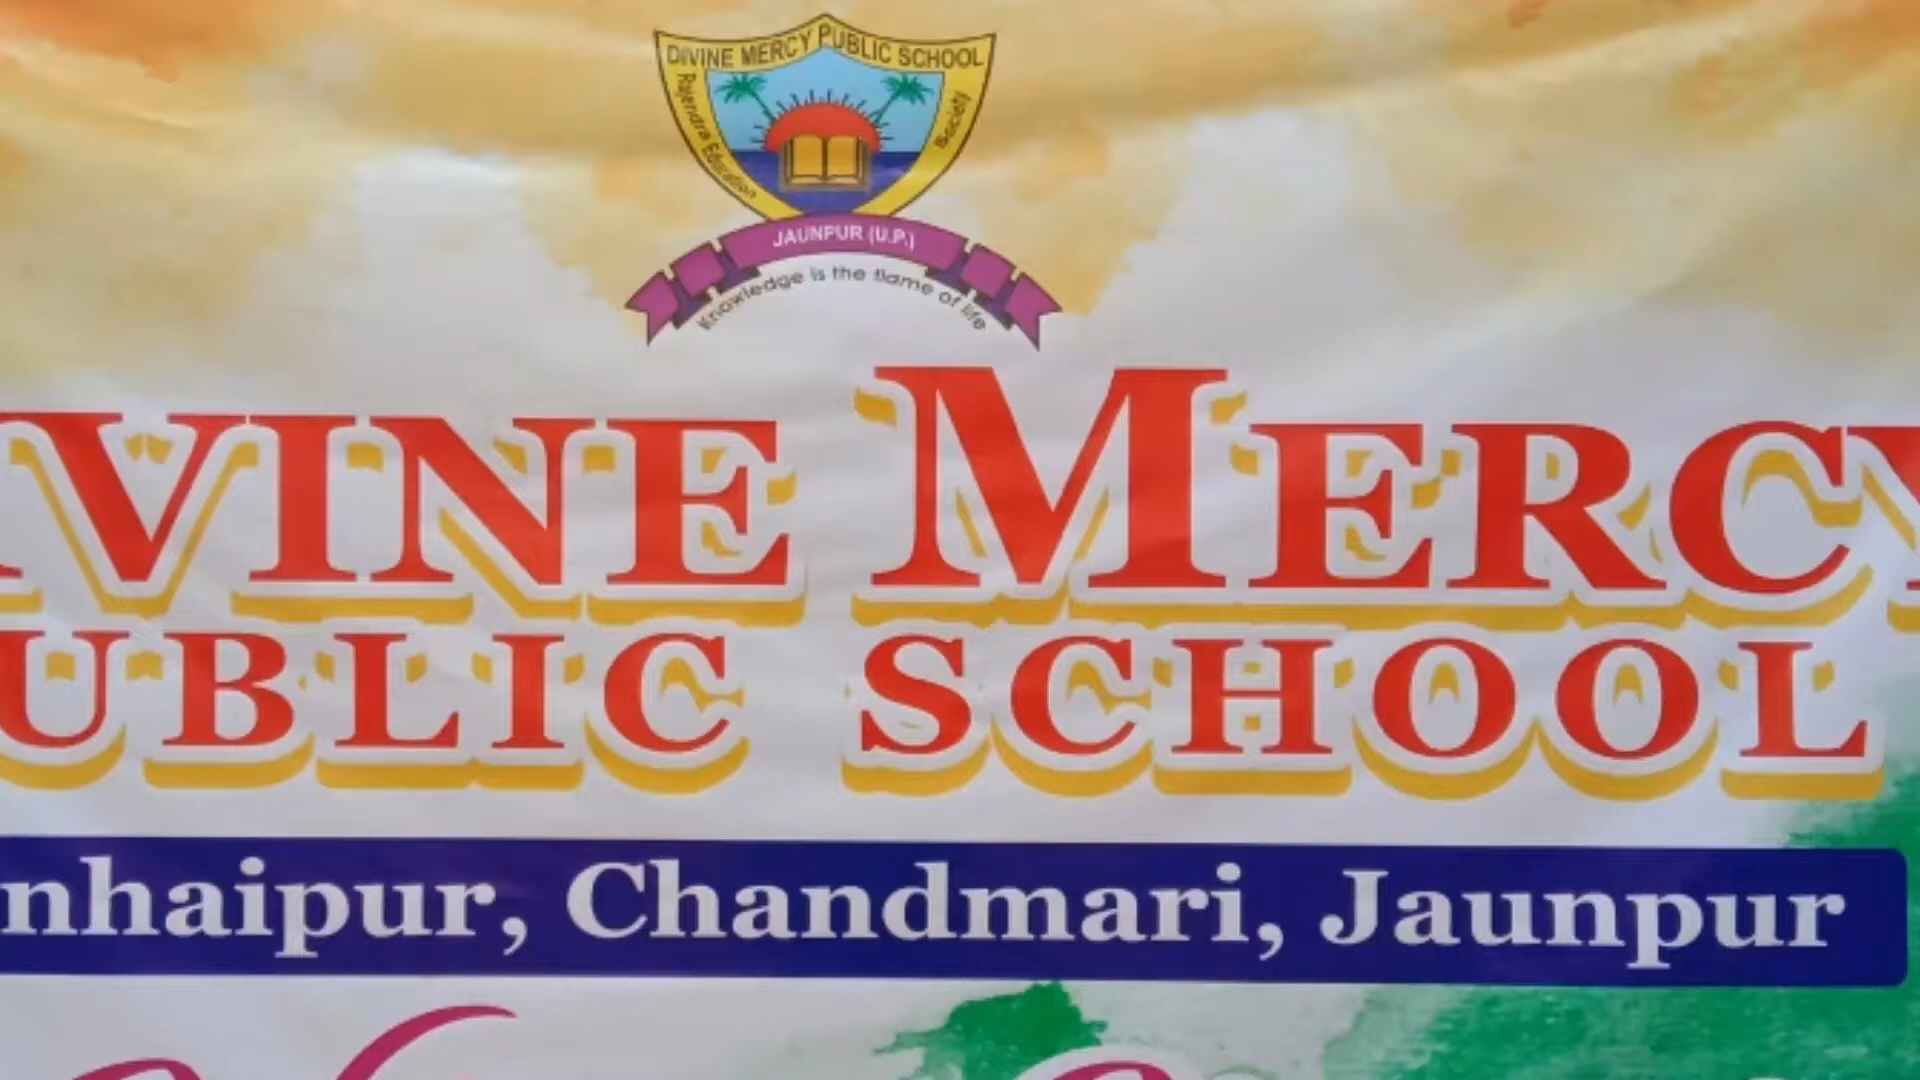 DIVINE MERCY PUBLIC SCHOOL
Rajendra Education Society
JAUNPUR (U.P.)
Knowledge is the flame of life
VINE MERCY
UBLIC SCHOOL
nhaipur, Chandmari, Jaunpur